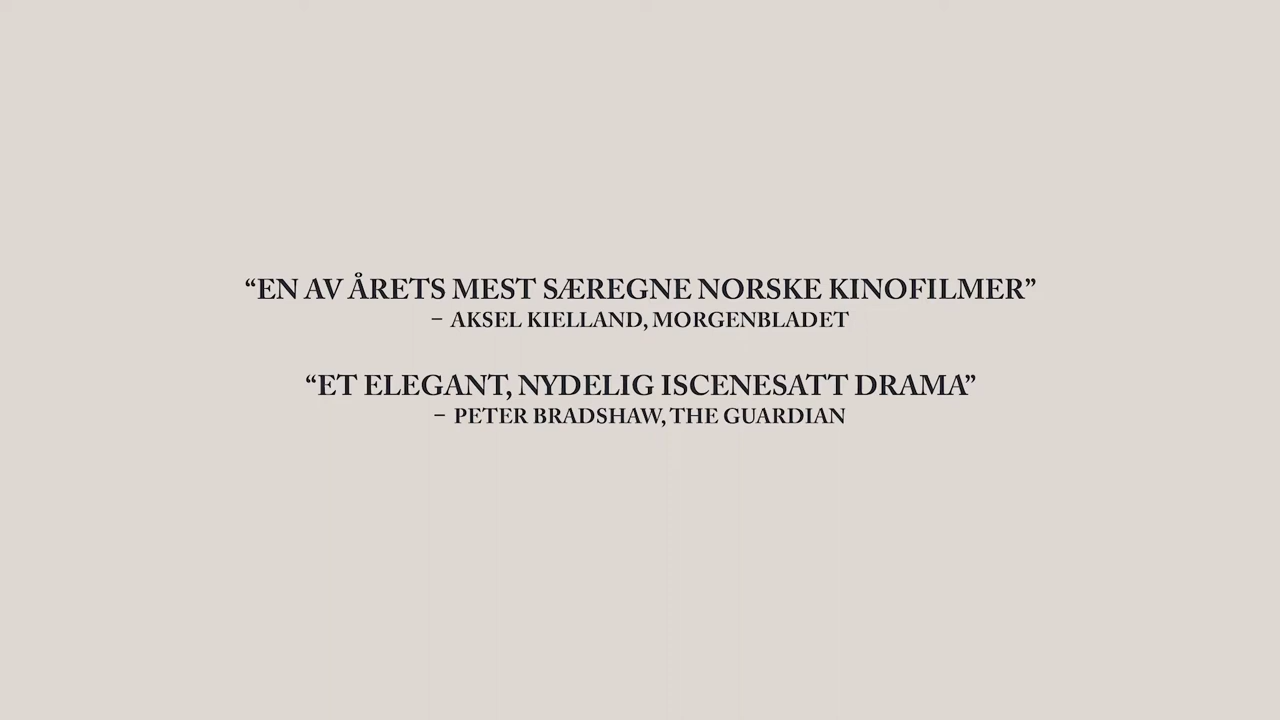 “EN AV ÅRETS MEST SÆREGNE NORSKE KINOFILMER”
– AKSEL KIELLAND, MORGENBLADET
“ET ELEGANT, NYDELIG ISCENESATT DRAMA”
– PETER BRADSHAW, THE GUARDIAN